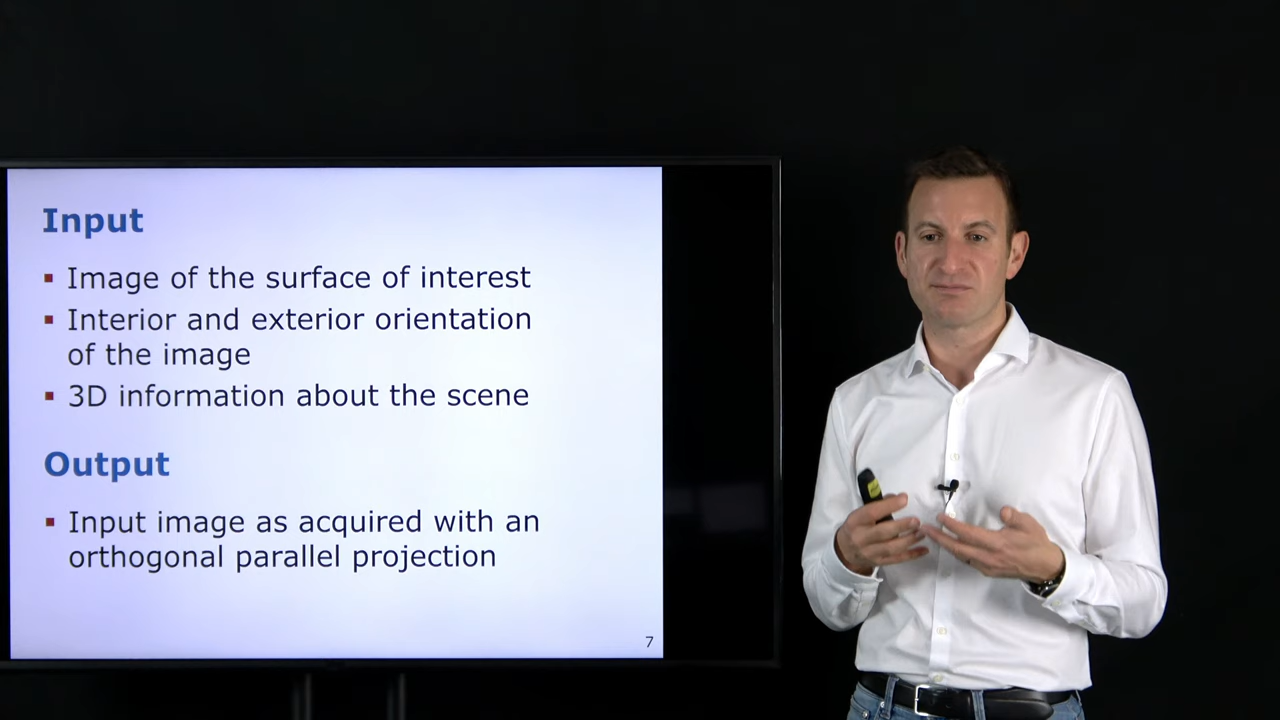 Input
▪ Image of the surface of interest
▪ Interior and exterior orientation
of the image
▪ 3D information about the scene
Output
▪ Input image as acquired with an
orthogonal parallel projection
7